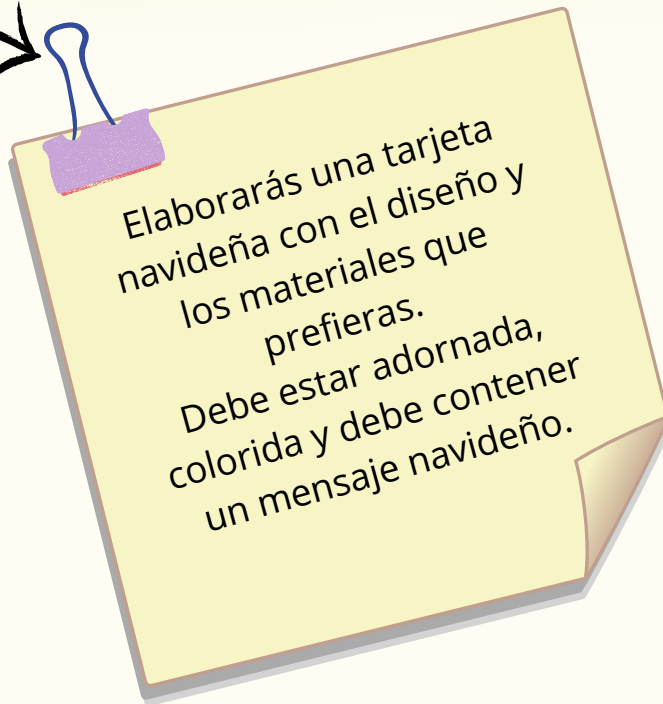 Elaborarás una tarjeta
navideña con el diseño y
los materiales que
prefieras.
Debe estar adornada,
colorida y debe contener
un mensaje navideño.